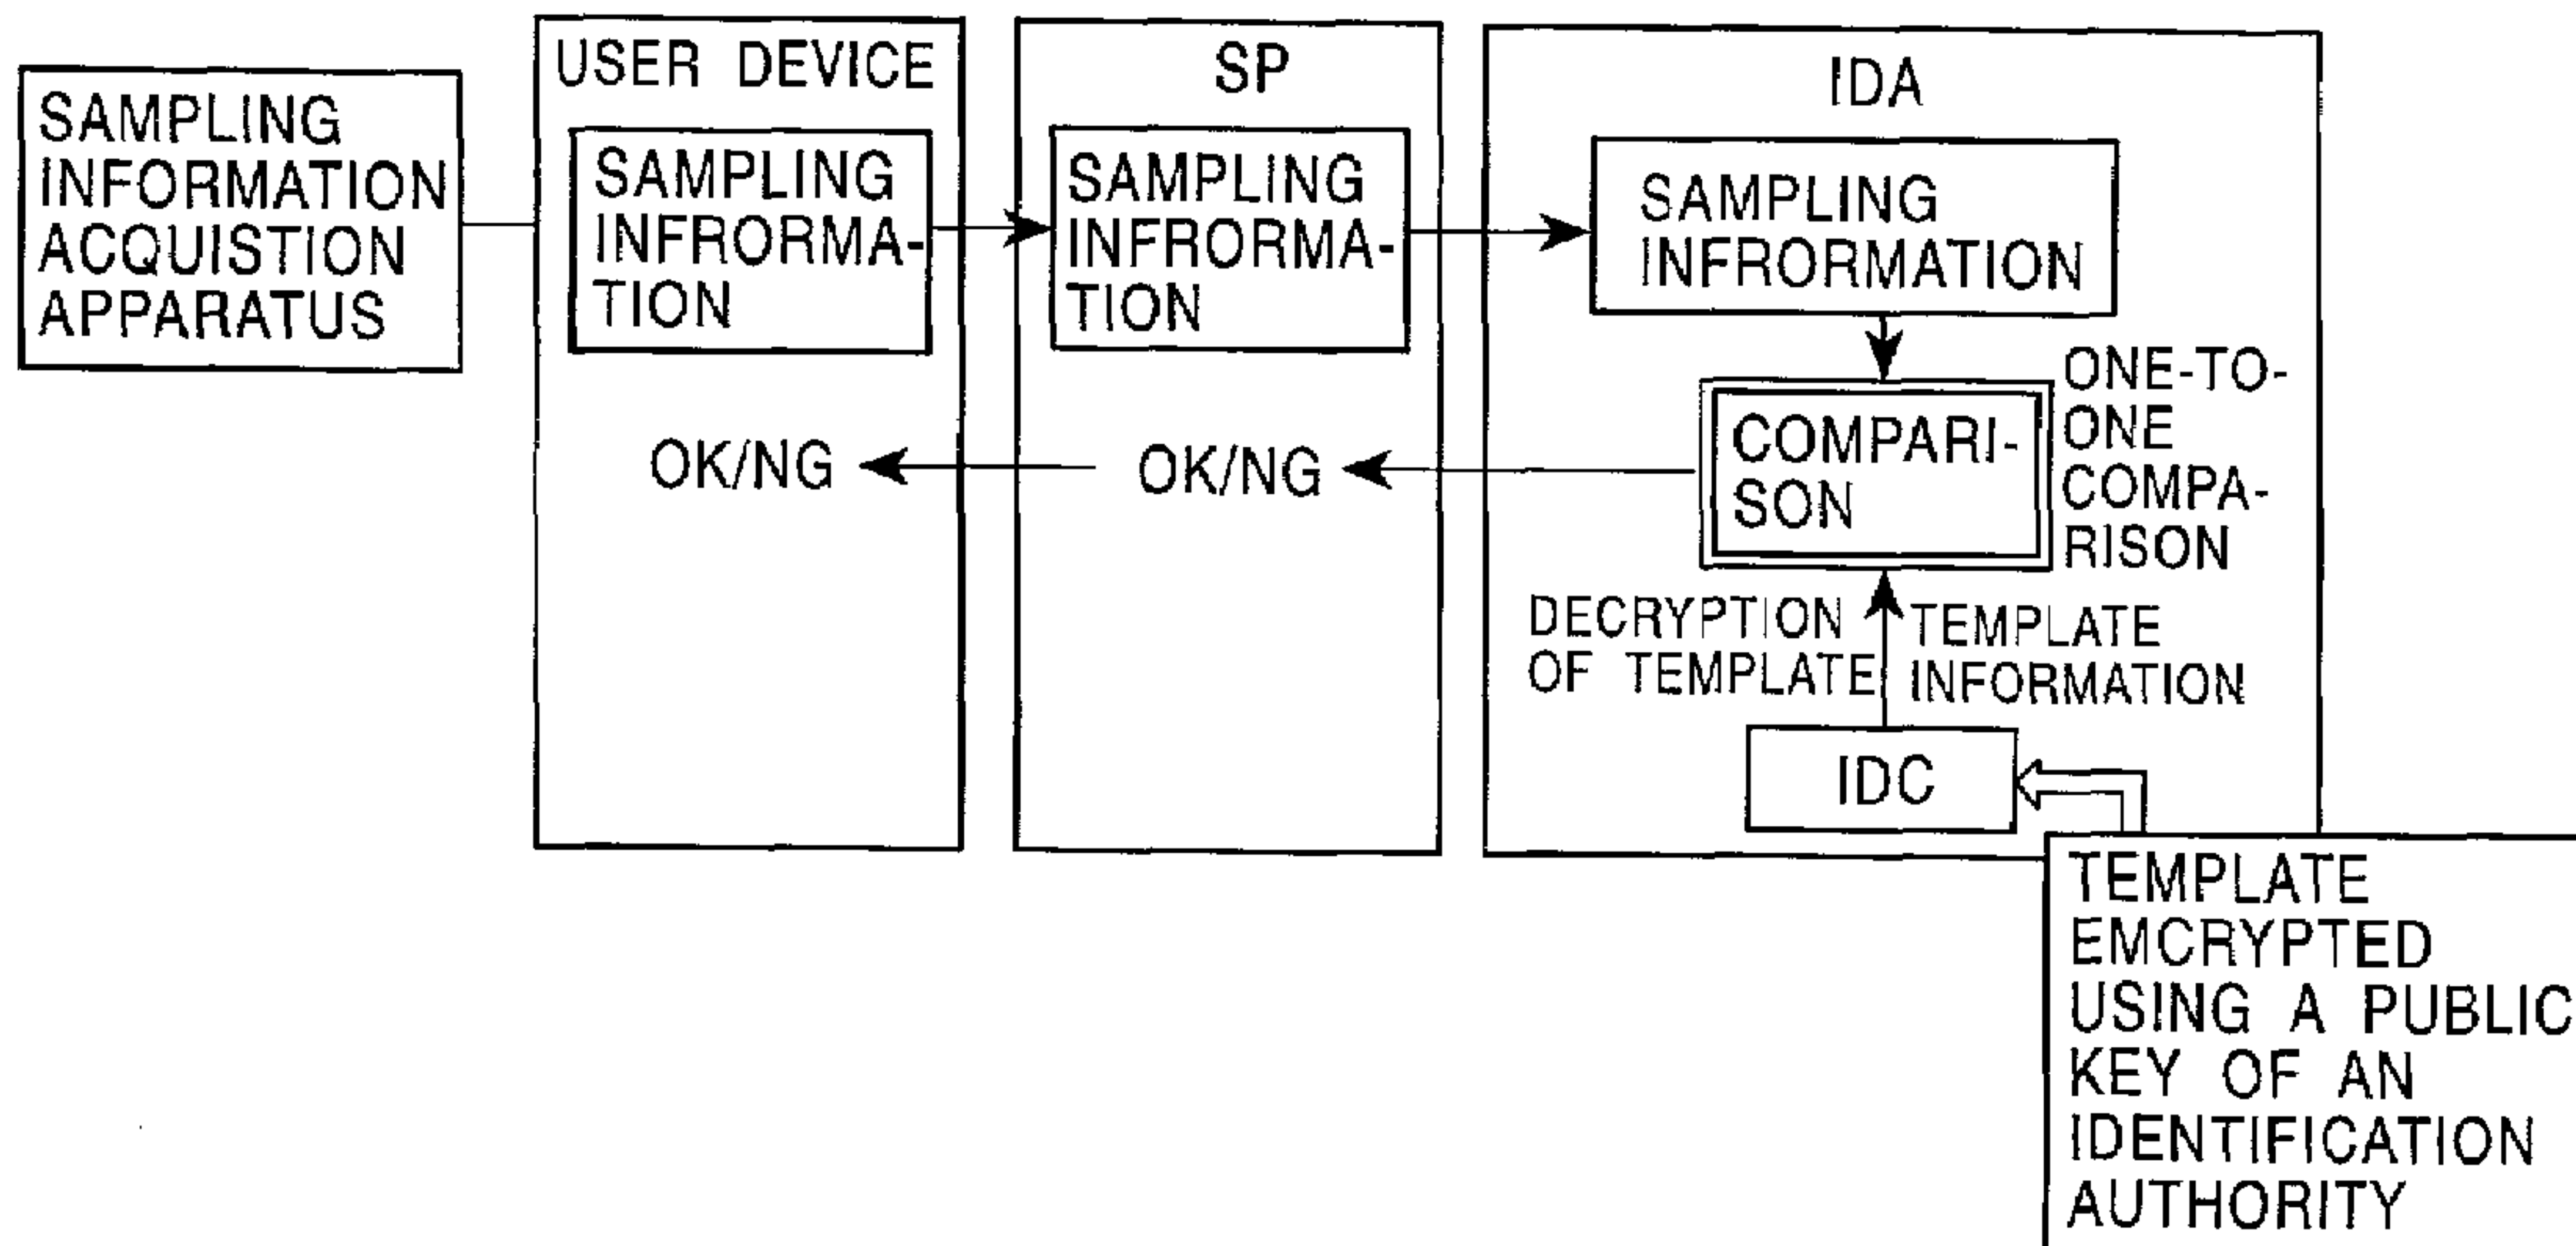 SAMPLING
INFORMATION
ACQUISTION
APPARATUS
USER DEVICE
SAMPLING
INFRORMA-
TION
OK/NG
SP
SAMPLING
INFRORMA-
TION
OK/NG
IDA
SAMPLING
INFRORMATION
COMPARI-
SON
ONE-TO-
ONE
COMPA-
RISON
DECRYPTION
OF TEMPLATE
TEMPLATE
INFORMATION
IDC
TEMPLATE
EMCRYPTED
USING A PUBLIC
KEY OF AN
IDENTIFICATION
AUTHORITY